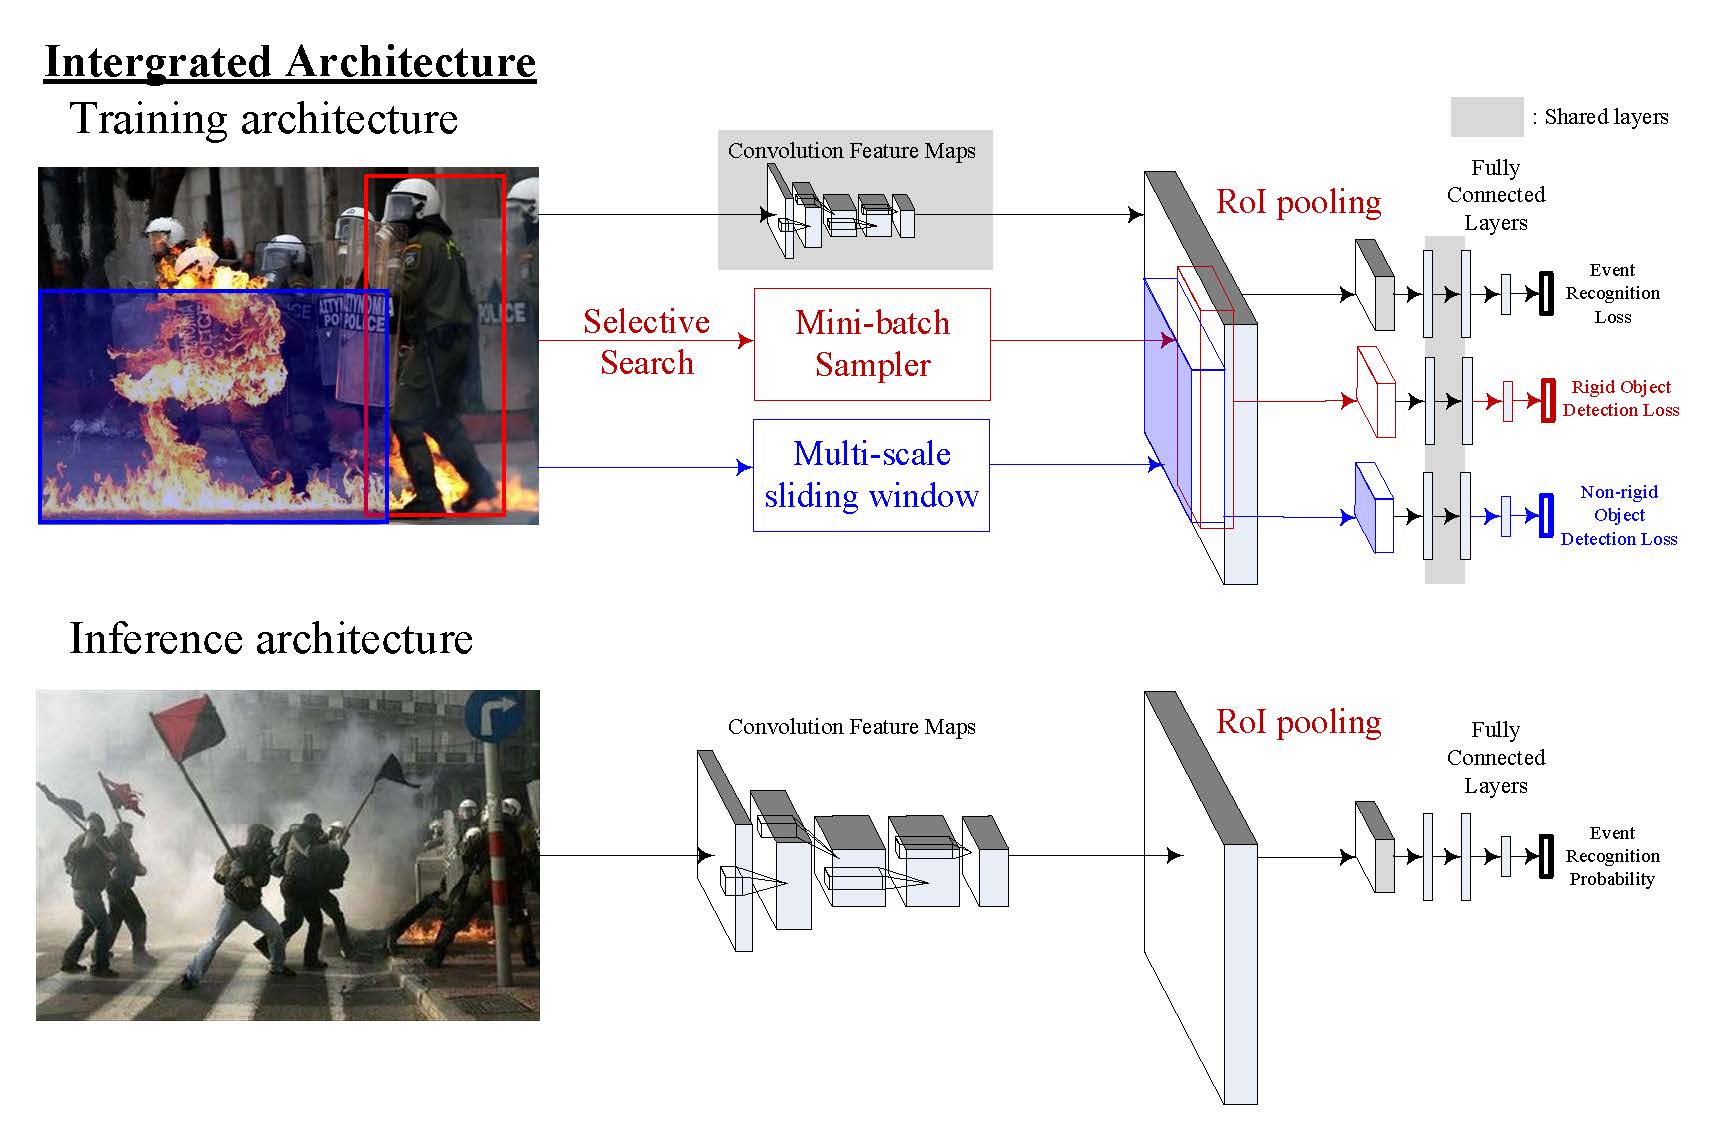 Intergrated Architecture
Training architecture
: Shared layers
Convolution Feature Maps
RoI pooling
Fully
Connected
Layers
Event
Recognition
Loss
Selective
Search
Mini-batch
Sampler
Rigid Object
Detection Loss
Multi-scale
sliding window
Non-rigid
Object
Detection Loss
POLICE
POLICE
Inference architecture
Convolution Feature Maps
RoI pooling
Fully
Connected
Layers
Event
Recognition
Probability